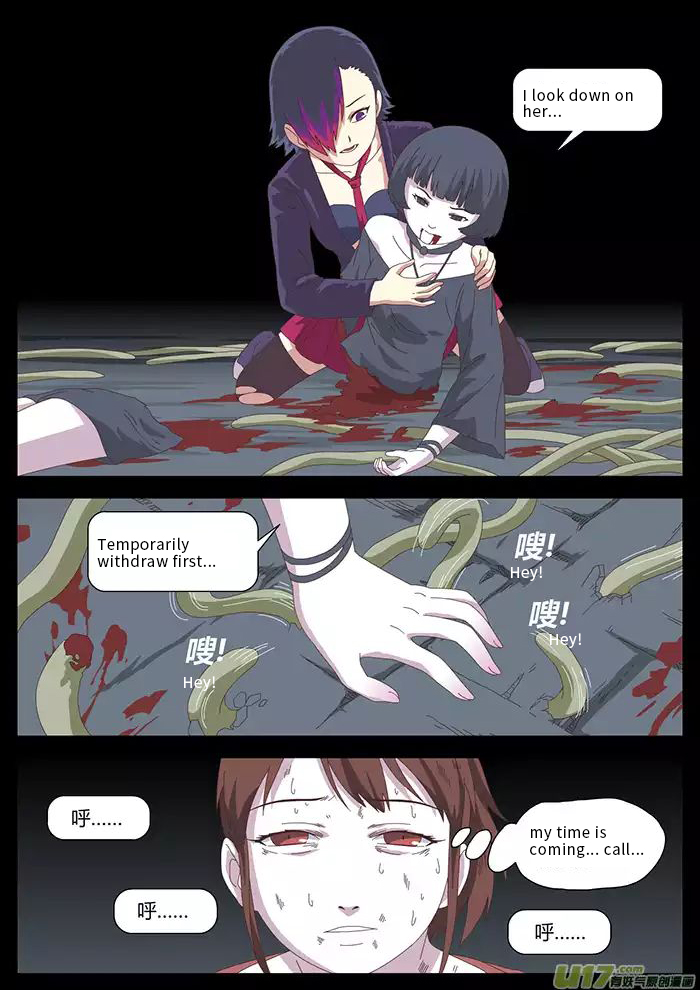 I look down on
her...
Temporarily
withdraw first...
嗖!
Hey!
嗖!
Hey!
嗖!
Hey!
呼......
my time is
coming... call...
呼......
呼......
U17.com
有妖气原创漫画